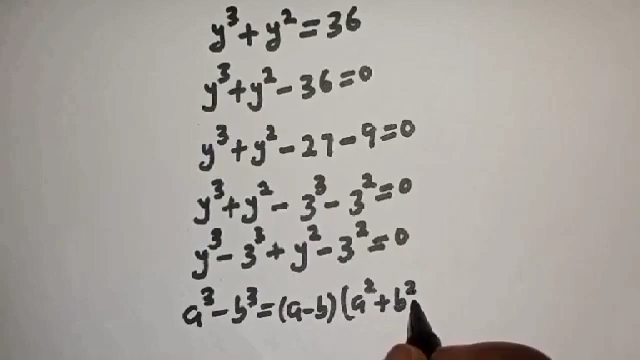 y³ + y² = 36
y³ + y² - 36 = 0
y³ + y² - 27 - 9 = 0
y³ + y² - 3³ - 3² = 0
y³ - 3³ + y² - 3² = 0
a³ - b³ = (a-b)(a² + b²